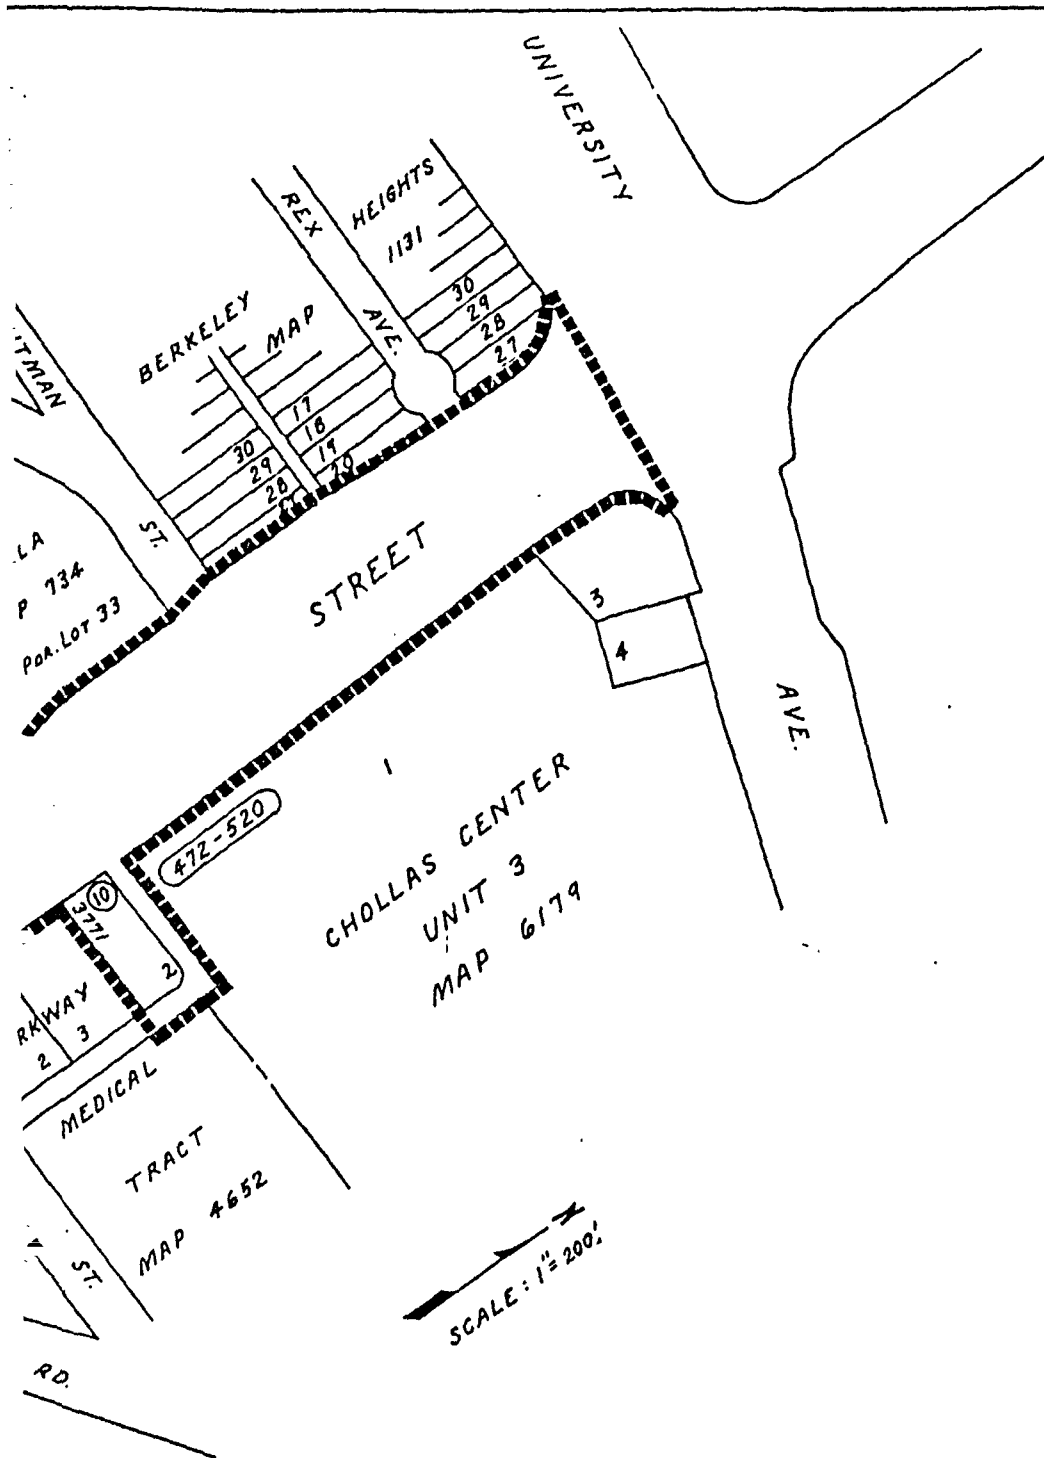 UNIVERSITY
HEIGHTS
1131
REX
AVE.
30
29
28
27
BERKELEY
MAP
17
18
19
20
30
29
28
ST.
P 734
POR. LOT 33
STREET
3
4
AVE.
1
472-520
CHOLLAS CENTER
UNIT 3
MAP 6179
10
3771
2
3
2
MEDICAL
TRACT
MAP 4652
ST.
RD.
N
SCALE: 1"=200'